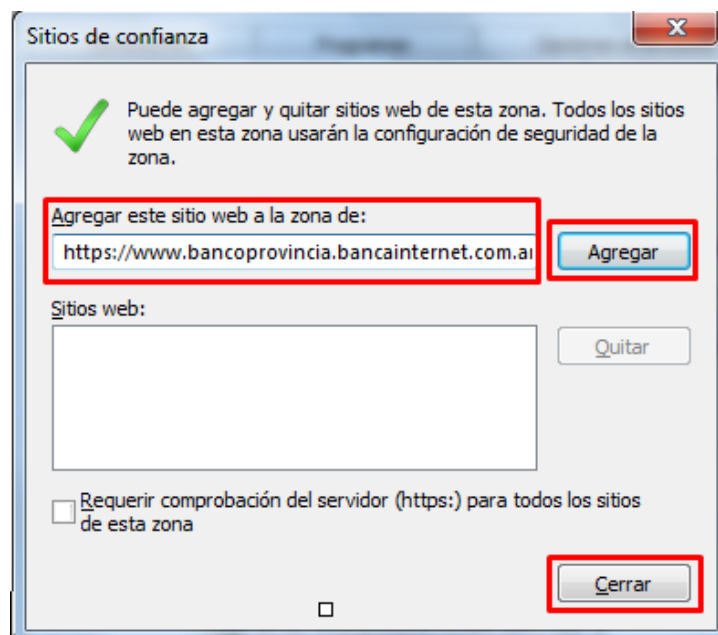 Sitios de confianza
Puede agregar y quitar sitios web de esta zona. Todos los sitios
web en esta zona usarán la configuración de seguridad de la
zona.
Agregar este sitio web a la zona de:
https://www.bancoprovincia.bancainternet.com.ar
Agregar
Sitios web:
Quitar
Requerir comprobación del servidor (https:) para todos los sitios
de esta zona
Cerrar